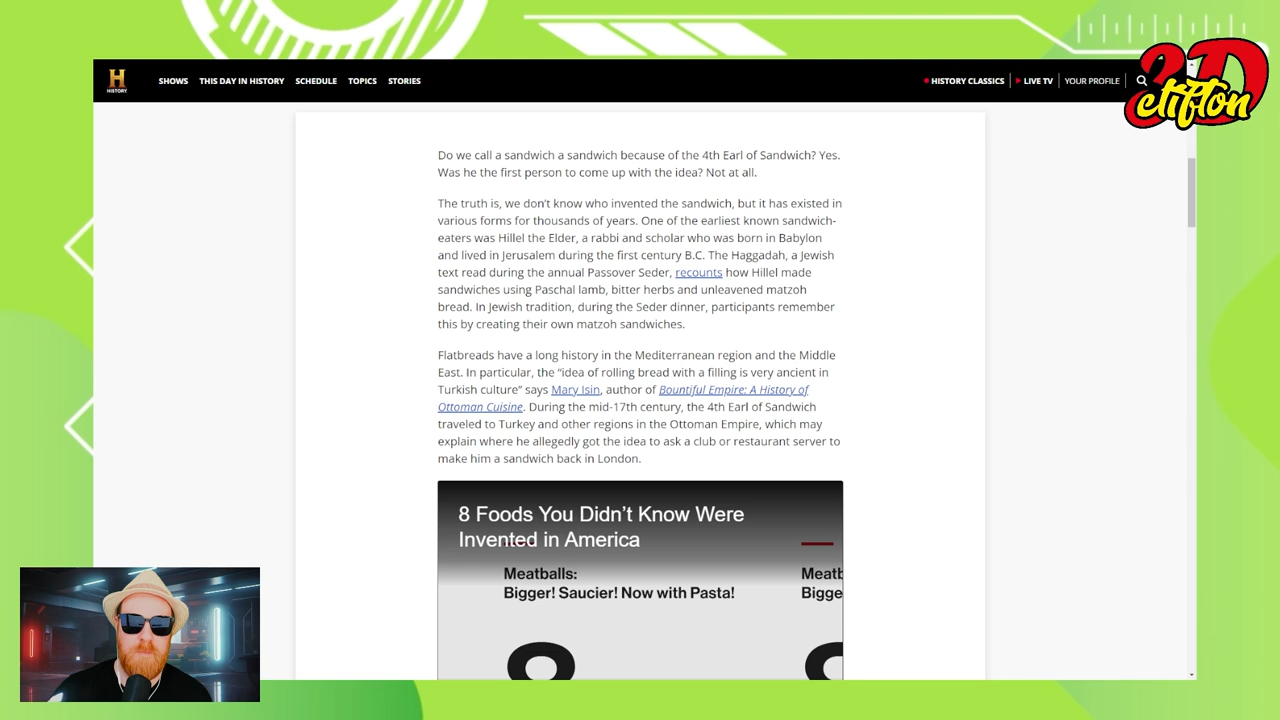 SHOWS THIS DAY IN HISTORY SCHEDULE TOPICS STORIES
HISTORY CLASSICS LIVE TV YOUR PROFILE
H
HISTORY
3D
clifton
Do we call a sandwich a sandwich because of the 4th Earl of Sandwich? Yes.
Was he the first person to come up with the idea? Not at all.
The truth is, we don't know who invented the sandwich, but it has existed in
various forms for thousands of years. One of the earliest known sandwich-
eaters was Hillel the Elder, a rabbi and scholar who was born in Babylon
and lived in Jerusalem during the first century B.C. The Haggadah, a Jewish
text read during the annual Passover Seder, recounts how Hillel made
sandwiches using Paschal lamb, bitter herbs and unleavened matzoh
bread. In Jewish tradition, during the Seder dinner, participants remember
this by creating their own matzoh sandwiches.
Flatbreads have a long history in the Mediterranean region and the Middle
East. In particular, the “idea of rolling bread with a filling is very ancient in
Turkish culture” says Mary Isin, author of Bountiful Empire: A History of
Ottoman Cuisine. During the mid-17th century, the 4th Earl of Sandwich
traveled to Turkey and other regions in the Ottoman Empire, which may
explain where he allegedly got the idea to ask a club or restaurant server to
make him a sandwich back in London.
8 Foods You Didn’t Know Were
Invented in America
Meatballs:
Bigger! Saucier! Now with Pasta!
Meatb
Bigge